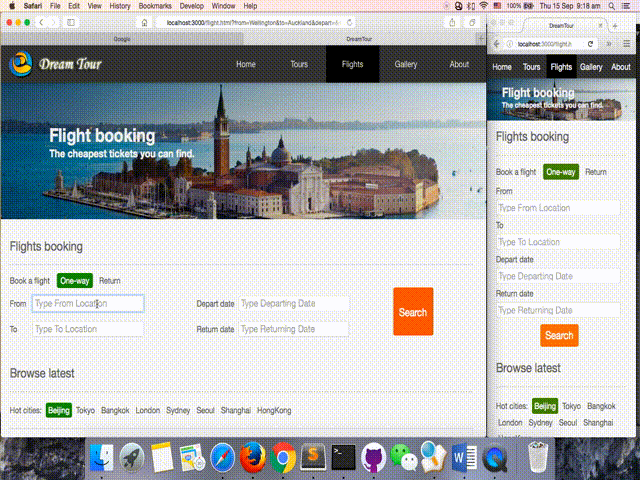 Safari File Edit View History Bookmarks Develop Window Help
100% Thu 15 Sep 9:18 am
localhost:3000/flight.html?from=Wellington&to=Auckland&depart=
Google DreamTour
Dream Tour Home Tours Flights Gallery About
Flight booking
The cheapest tickets you can find.
Flights booking
Book a flight One-way Return
From Type From Location Depart date Type Departing Date
Search
To Type To Location Return date Type Returning Date
Browse latest
Hot cities: Beijing Tokyo Bangkok London Sydney Seoul Shanghai HongKong
DreamTour
localhost:3000/flight.h
Home Tours Flights Gallery About
Flight booking
The cheapest tickets you can find.
Flights booking
Book a flight One-way Return
From
Type From Location
To
Type To Location
Depart date
Type Departing Date
Return date
Type Returning Date
Search
Browse latest
Hot cities: Beijing Tokyo Bangkok
London Sydney Seoul Shanghai